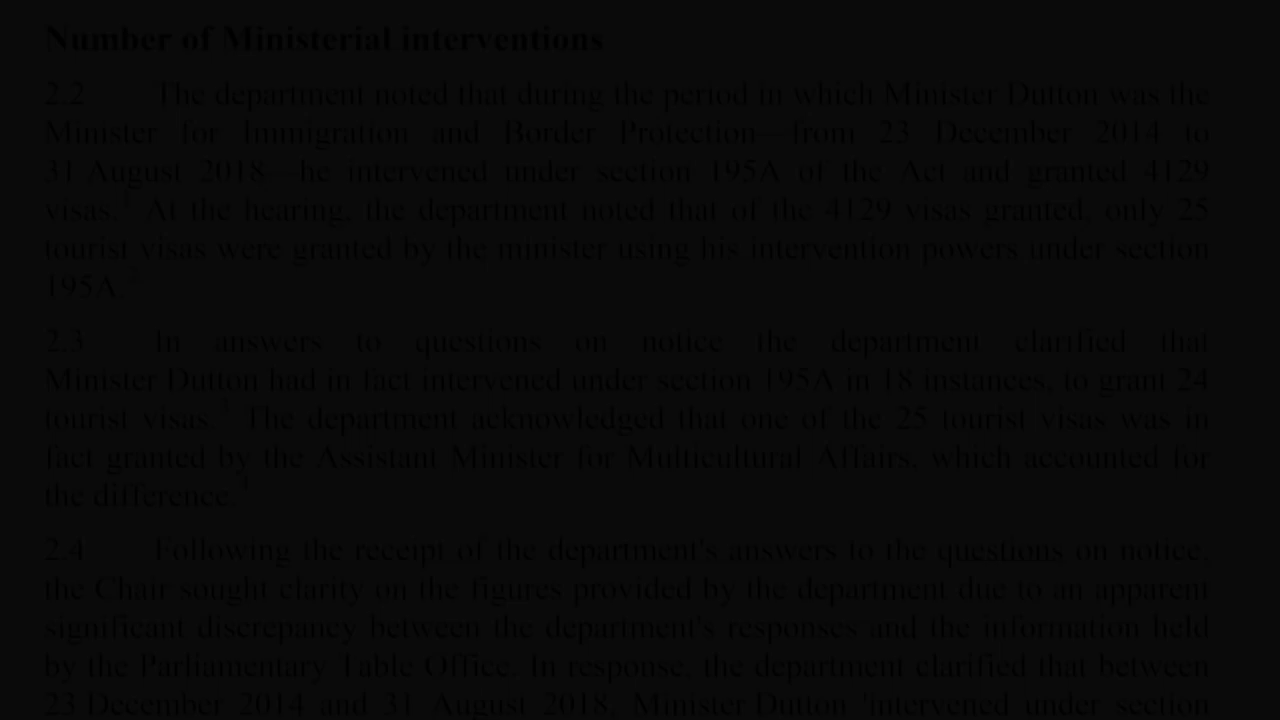 Number of Ministerial interventions
2.2 The department noted that during the period in which Minister Dutton was the
Minister for Immigration and Border Protection—from 23 December 2014 to
31 August 2018—he intervened under section 195A of the Act and granted 4129
visas.1 At the hearing, the department noted that of the 4129 visas granted, only 25
tourist visas were granted by the minister using his intervention powers under section
195A.2
2.3 In answers to questions on notice the department clarified that
Minister Dutton had in fact intervened under section 195A in 18 instances, to grant 24
tourist visas.3 The department acknowledged that one of the 25 tourist visas was in
fact granted by the Assistant Minister for Multicultural Affairs, which accounted for
the difference.4
2.4 Following the receipt of the department's answers to the questions on notice,
the Chair sought clarity on the figures provided by the department due to an apparent
significant discrepancy between the department's responses and the information held
by the Parliamentary Table Office. In response, the department clarified that between
23 December 2014 and 31 August 2018, Minister Dutton 'intervened under section